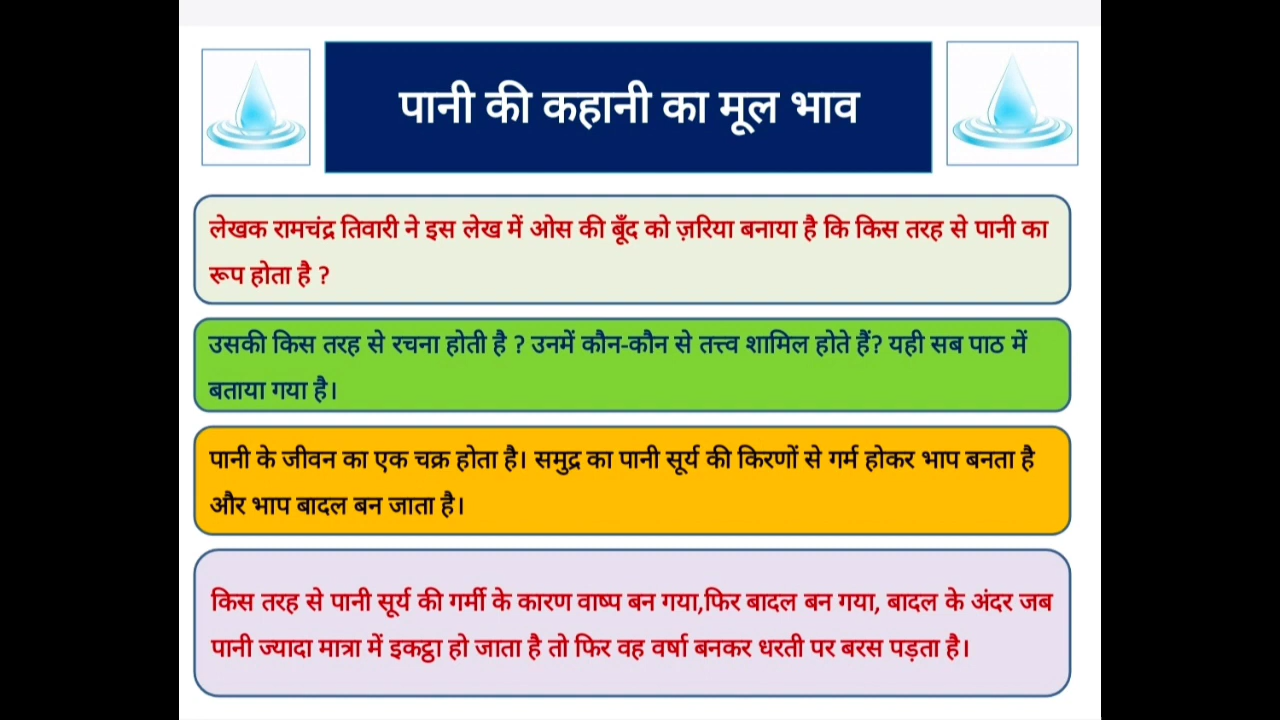 पानी की कहानी का मूल भाव
लेखक रामचंद्र तिवारी ने इस लेख में ओस की बूँद को ज़रिया बनाया है कि किस तरह से पानी का
रूप होता है ?
उसकी किस तरह से रचना होती है ? उनमें कौन-कौन से तत्त्व शामिल होते हैं? यही सब पाठ में
बताया गया है।
पानी के जीवन का एक चक्र होता है। समुद्र का पानी सूर्य की किरणों से गर्म होकर भाप बनता है
और भाप बादल बन जाता है।
किस तरह से पानी सूर्य की गर्मी के कारण वाष्प बन गया,फिर बादल बन गया, बादल के अंदर जब
पानी ज्यादा मात्रा में इकट्ठा हो जाता है तो फिर वह वर्षा बनकर धरती पर बरस पड़ता है।